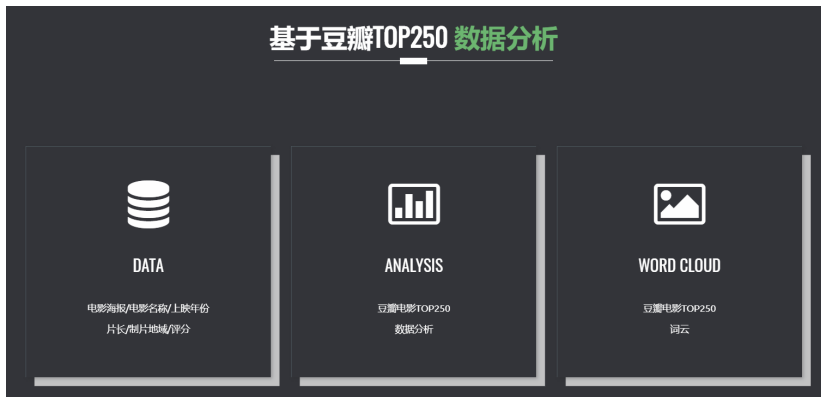 基于豆瓣TOP250 数据分析
DATA
电影海报/电影名称/上映年份
片长/制片地域/评分
ANALYSIS
豆瓣电影TOP250
数据分析
WORD CLOUD
豆瓣电影TOP250
词云